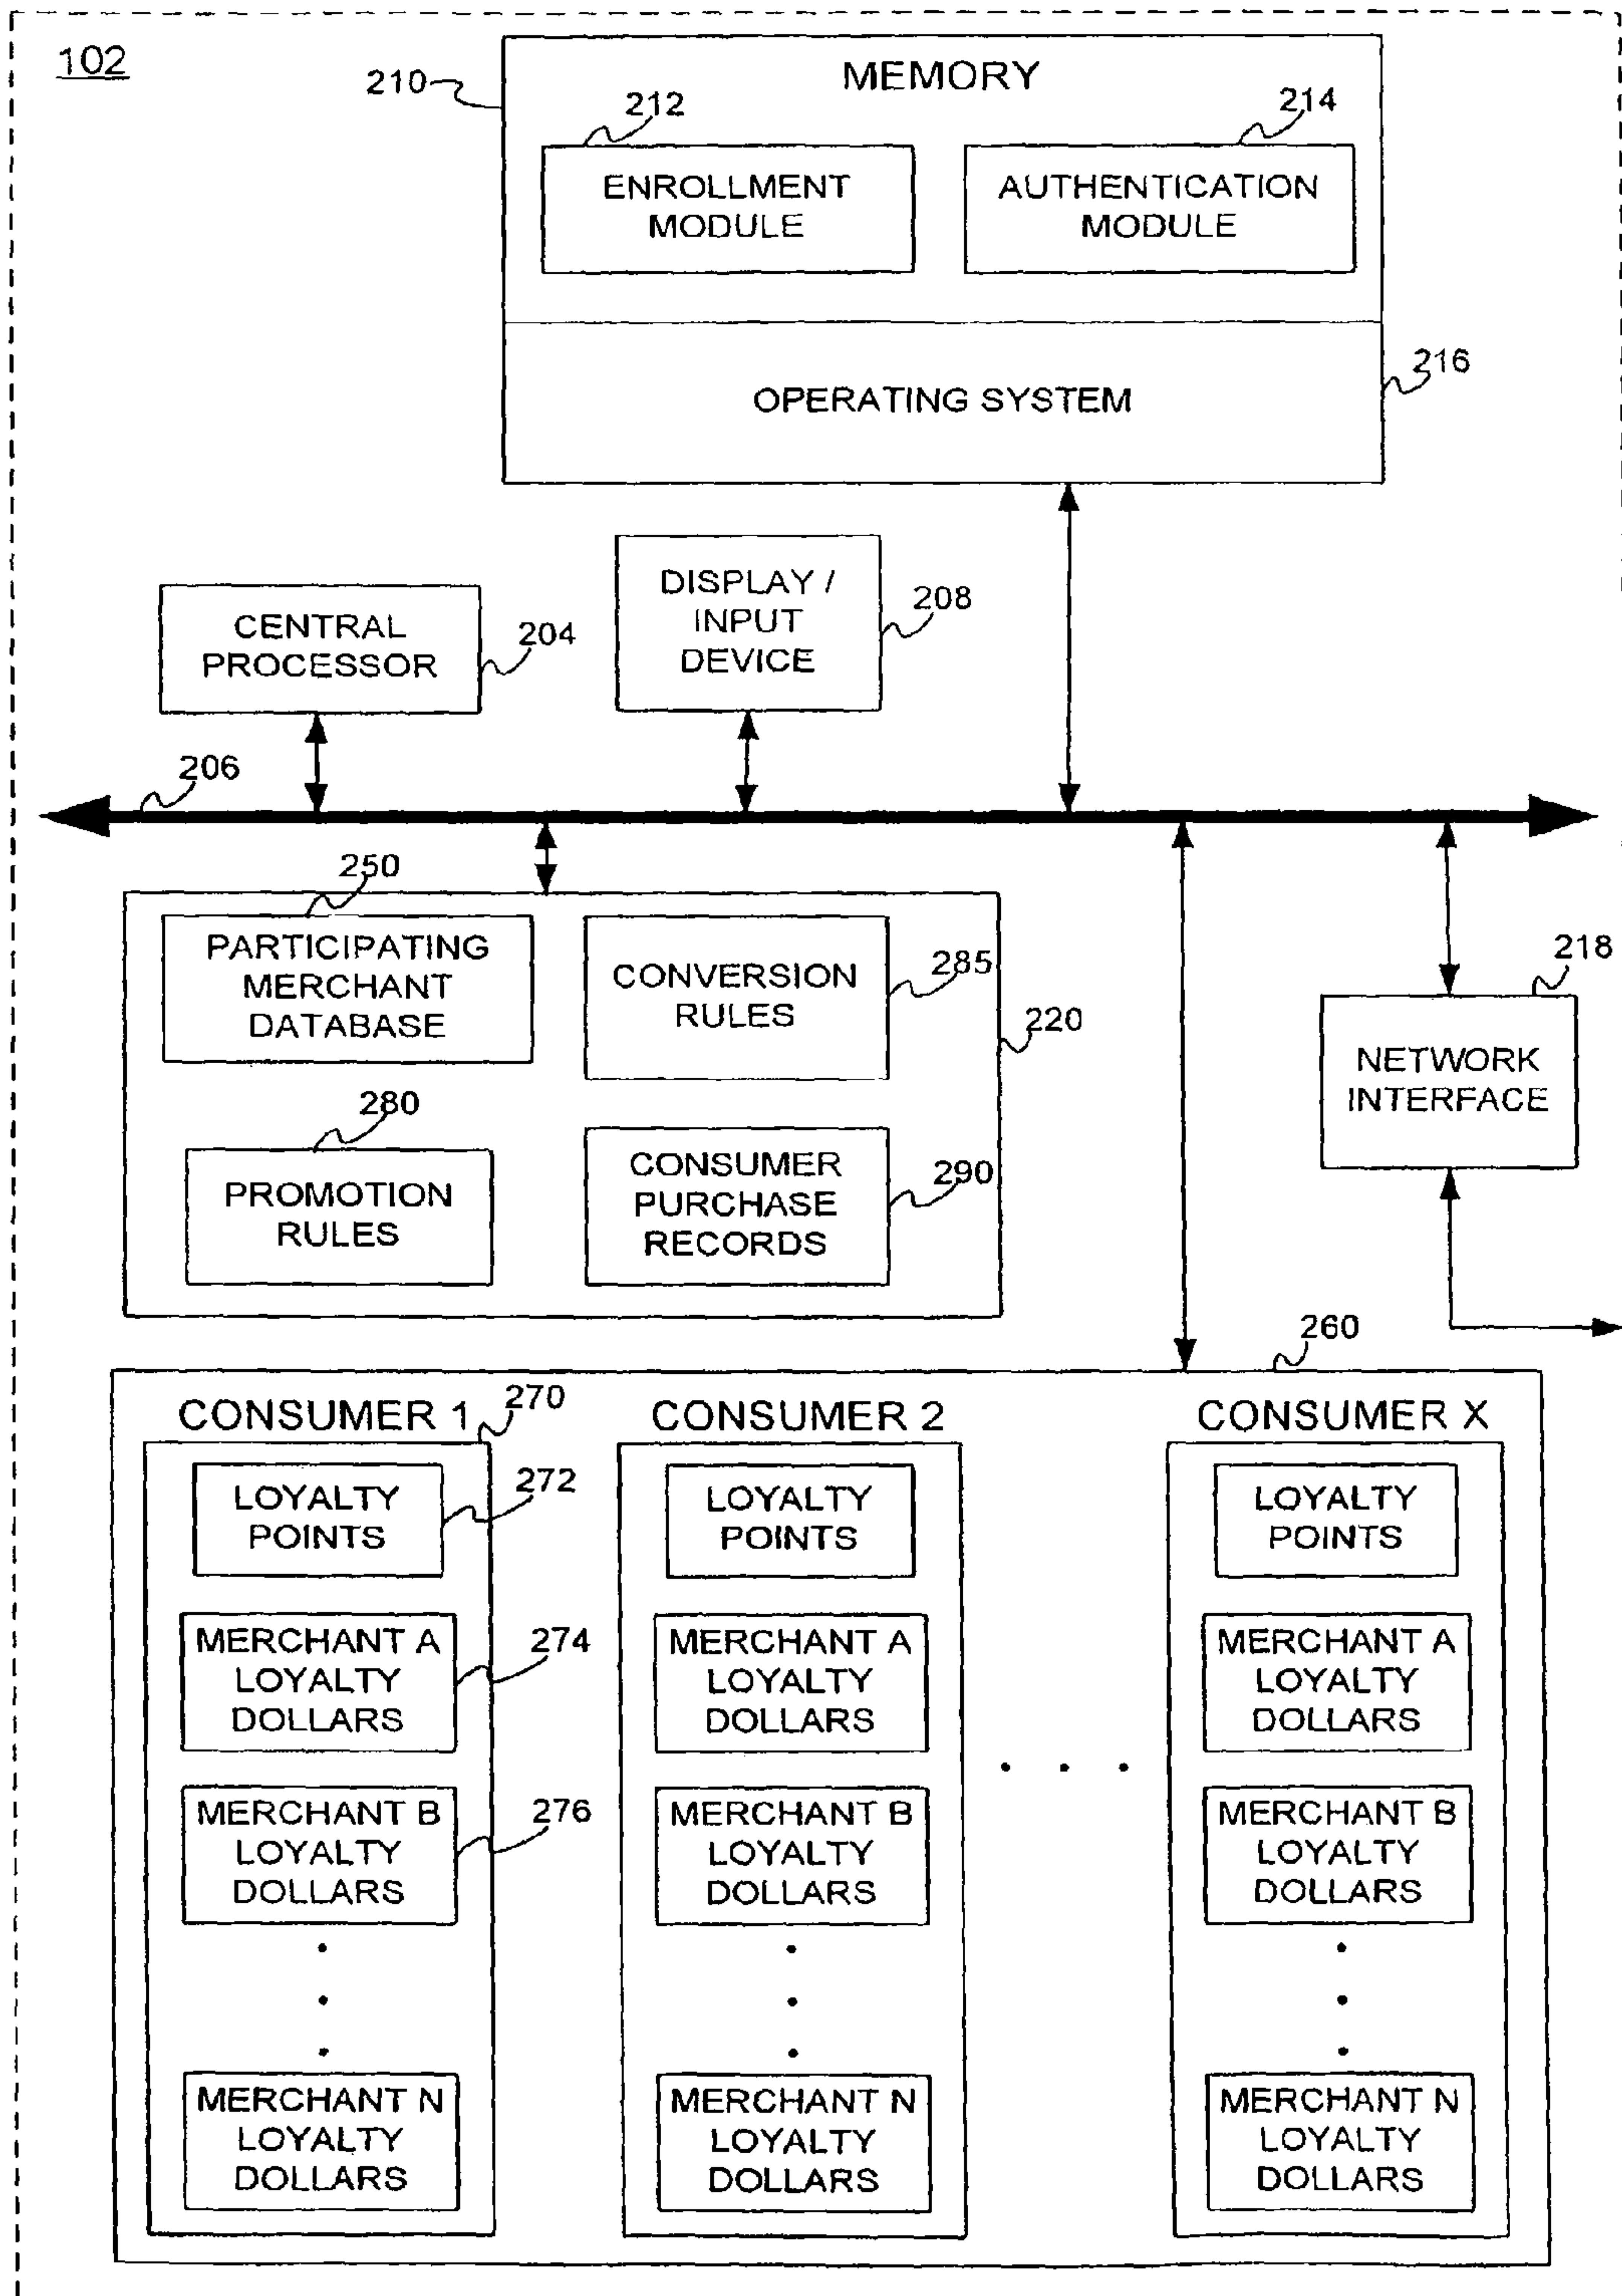 102
210
MEMORY
212
214
ENROLLMENT
MODULE
AUTHENTICATION
MODULE
216
OPERATING SYSTEM
CENTRAL
PROCESSOR
204
DISPLAY /
INPUT
DEVICE
208
206
250
PARTICIPATING
MERCHANT
DATABASE
CONVERSION
RULES
285
220
218
NETWORK
INTERFACE
280
PROMOTION
RULES
CONSUMER
PURCHASE
RECORDS
290
260
CONSUMER 1
270
CONSUMER 2
CONSUMER X
LOYALTY
POINTS
272
LOYALTY
POINTS
LOYALTY
POINTS
MERCHANT A
LOYALTY
DOLLARS
274
MERCHANT A
LOYALTY
DOLLARS
MERCHANT A
LOYALTY
DOLLARS
MERCHANT B
LOYALTY
DOLLARS
276
MERCHANT B
LOYALTY
DOLLARS
MERCHANT B
LOYALTY
DOLLARS
MERCHANT N
LOYALTY
DOLLARS
MERCHANT N
LOYALTY
DOLLARS
MERCHANT N
LOYALTY
DOLLARS